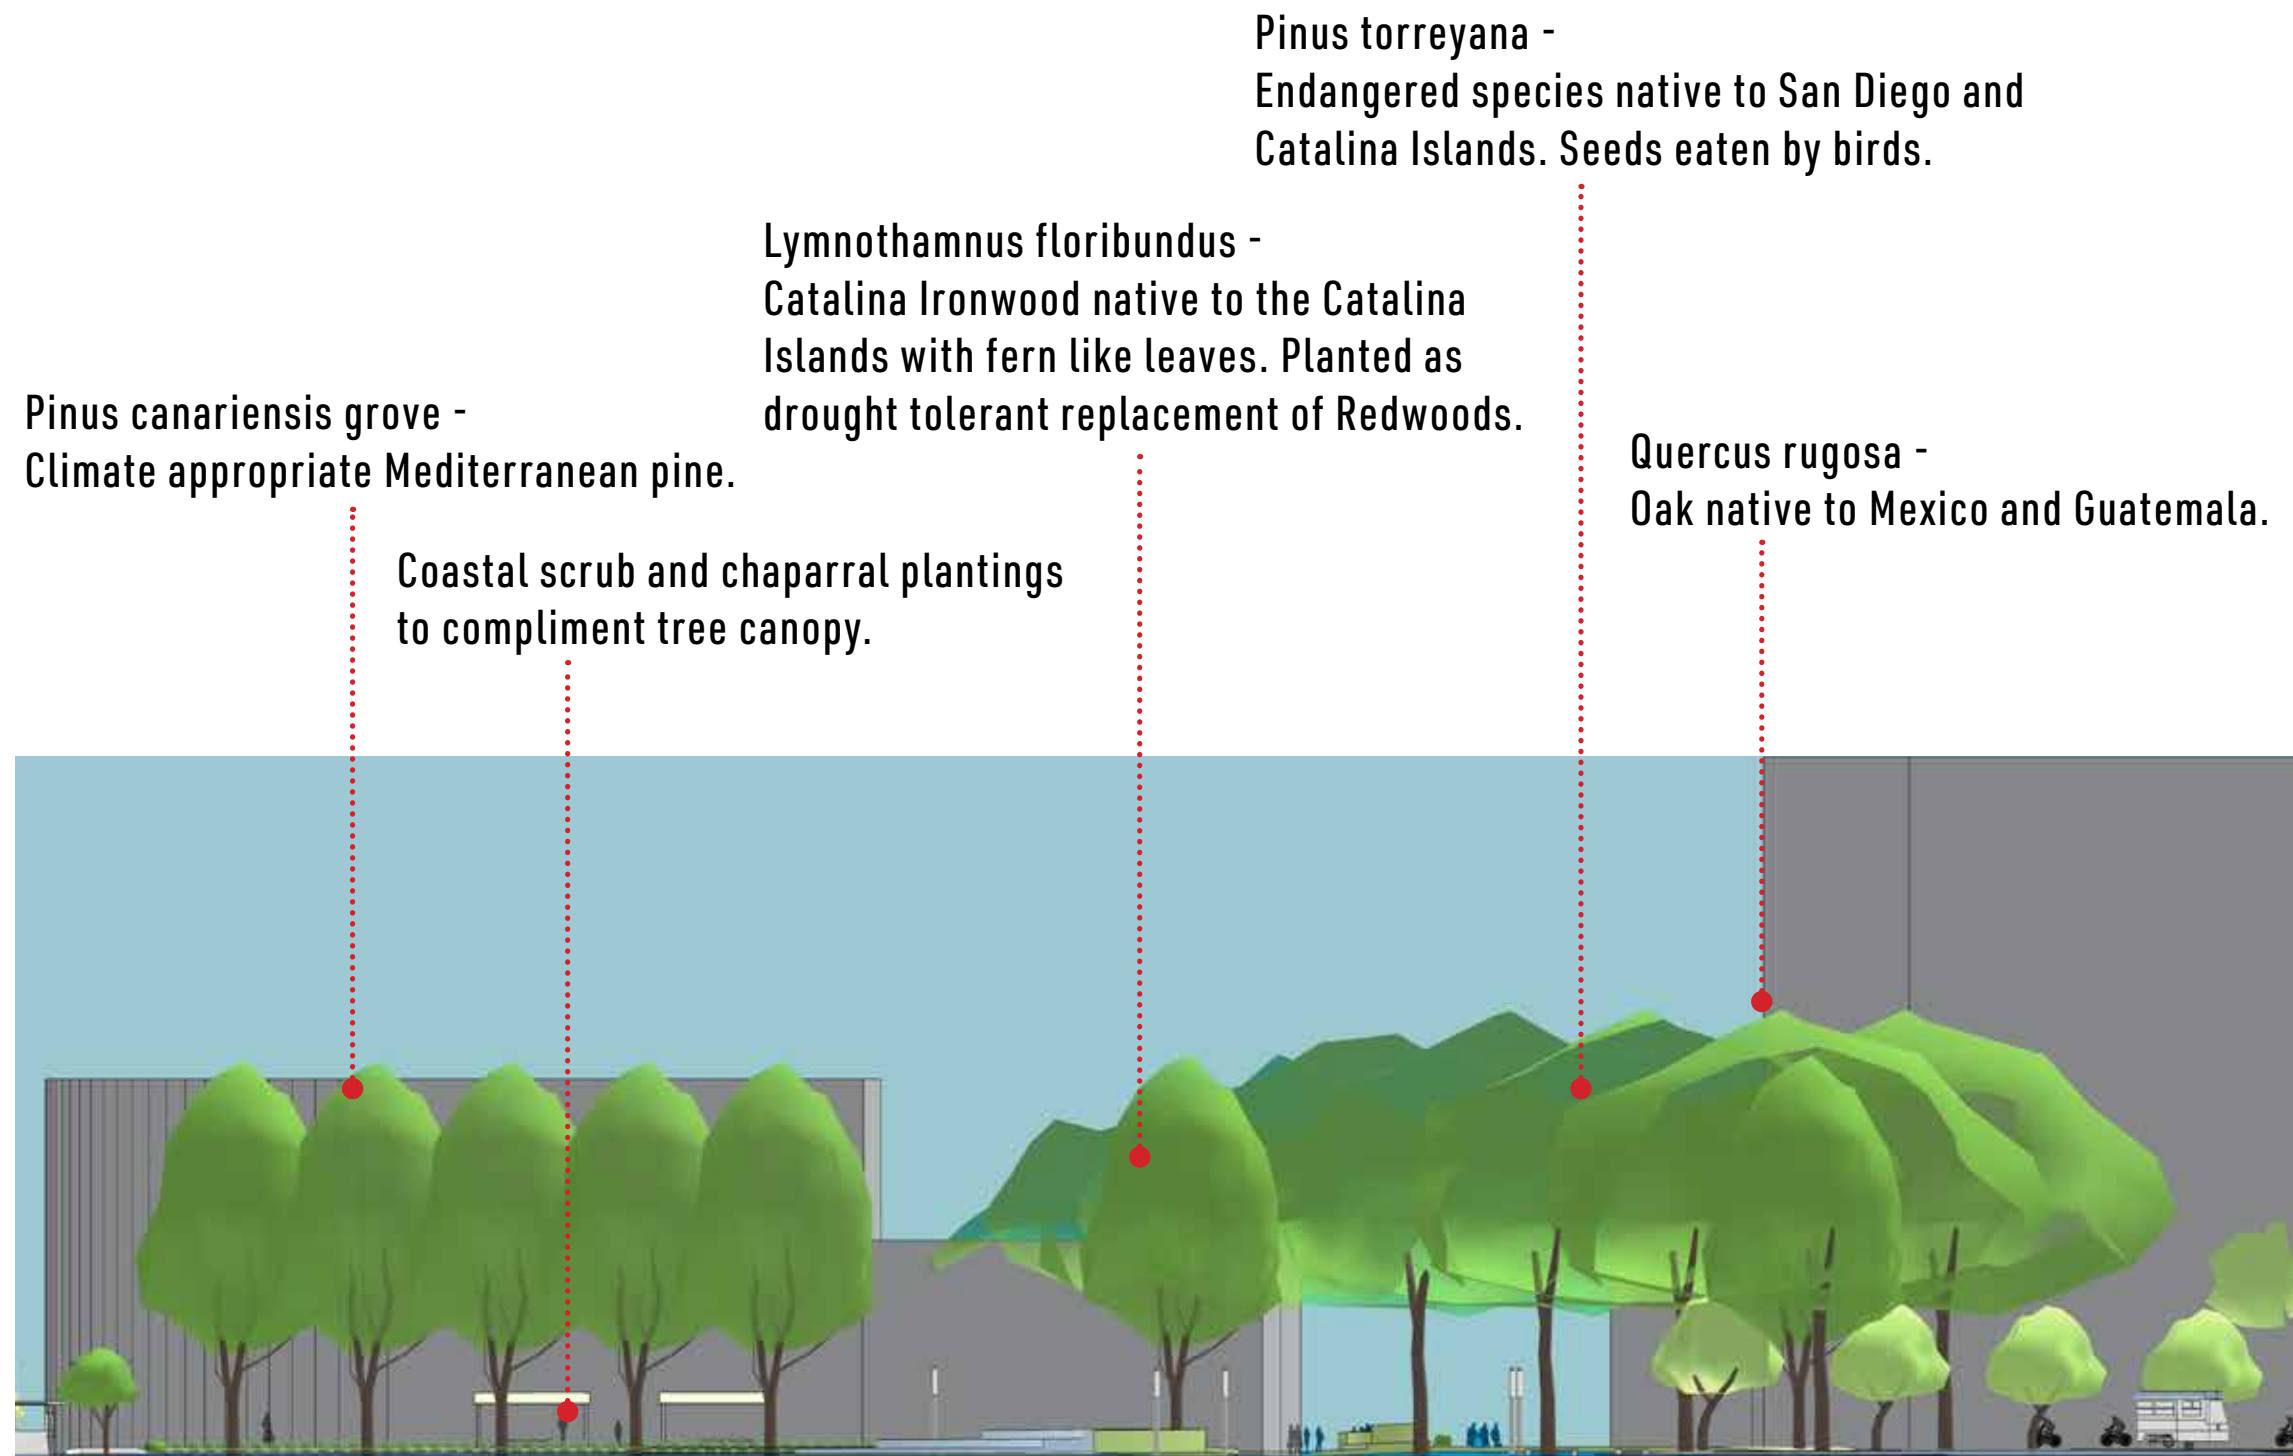 Pinus torreyana -
Endangered species native to San Diego and
Catalina Islands. Seeds eaten by birds.
Lymnothamnus floribundus -
Catalina Ironwood native to the Catalina
Islands with fern like leaves. Planted as
drought tolerant replacement of Redwoods.
Pinus canariensis grove -
Climate appropriate Mediterranean pine.
Quercus rugosa -
Oak native to Mexico and Guatemala.
Coastal scrub and chaparral plantings
to compliment tree canopy.